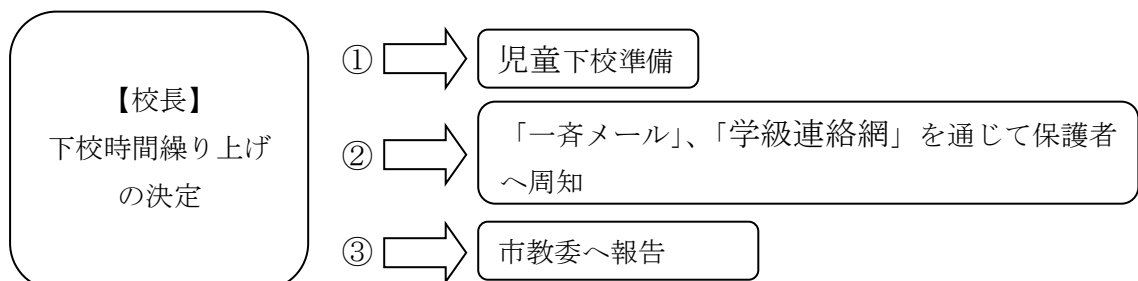 【校長】
下校時間繰り上げ
の決定
① 児童下校準備
② 「一斉メール」、「学級連絡網」を通じて保護者
へ周知
③ 市教委へ報告